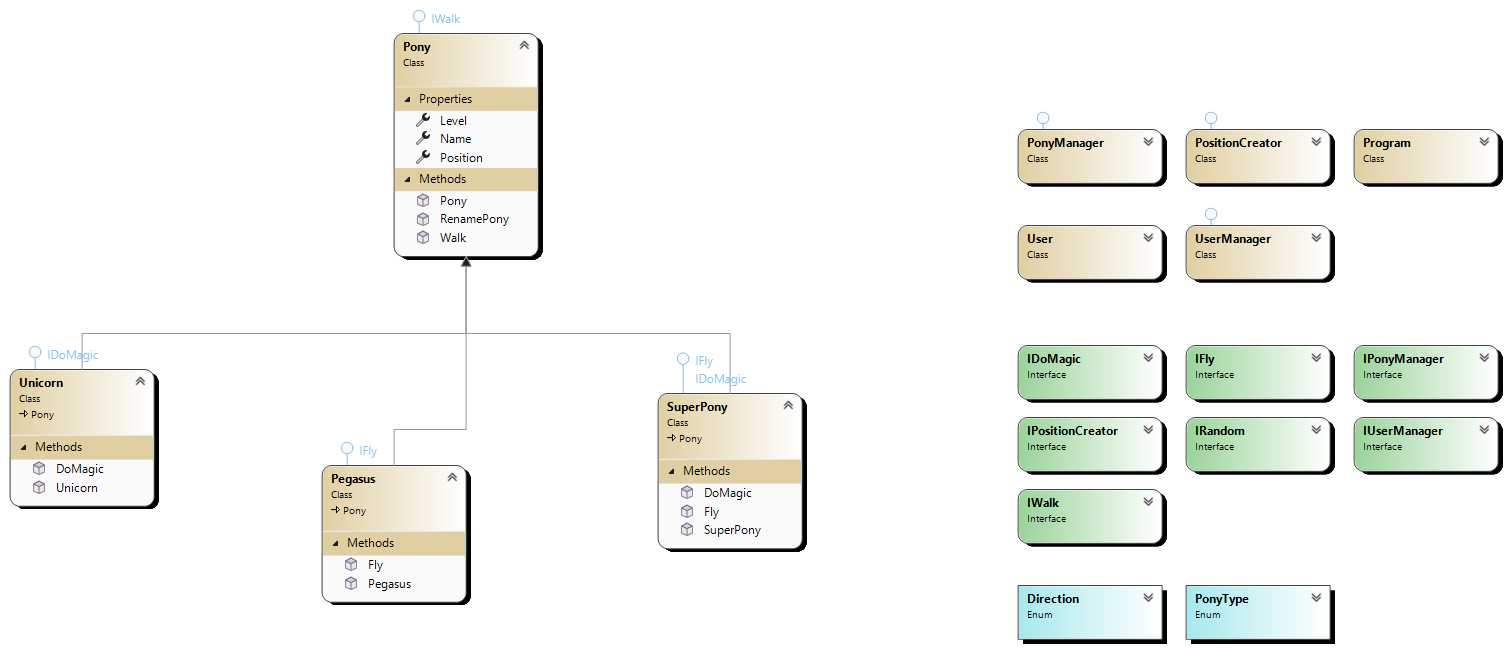 IWalk
Pony
Class
Properties
Level
Name
Position
Methods
Pony
RenamePony
Walk
IDoMagic
Unicorn
Class
Pony
Methods
DoMagic
Unicorn
IFly
Pegasus
Class
Pony
Methods
Fly
Pegasus
IFly
IDoMagic
SuperPony
Class
Pony
Methods
DoMagic
Fly
SuperPony
PonyManager
Class
PositionCreator
Class
Program
Class
User
Class
UserManager
Class
IDoMagic
Interface
IFly
Interface
IPonyManager
Interface
IPositionCreator
Interface
IRandom
Interface
IUserManager
Interface
IWalk
Interface
Direction
Enum
PonyType
Enum